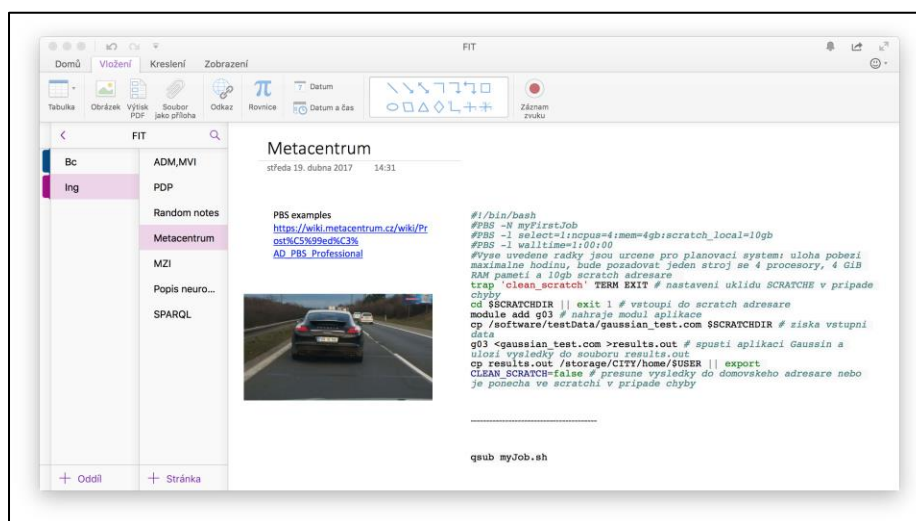 FIT
Domů Vložení Kreslení Zobrazení
Tabulka
Obrázek
Výtisk
PDF
Soubor
jako příloha
Odkaz
Rovnice
Datum
Datum a čas
Záznam
zvuku
FIT
Bc
Ing
ADM,MVI
PDP
Random notes
Metacentrum
MZI
Popis neuro...
SPARQL
+ Oddíl
+ Stránka
Metacentrum
středa 19. dubna 2017 14:31
PBS examples
https://wiki.metacentrum.cz/wiki/Pr
ost%C5%99ed%C3%
AD_PBS_Professional
#!/bin/bash
#PBS -N myFirstJob
#PBS -l select=1:ncpus=4:mem=4gb:scratch_local=10gb
#PBS -l walltime=1:00:00
#Vyse uvedene radky jsou urcene pro planovaci system: uloha pobezi
maximalne hodinu, bude pozadovat jeden stroj se 4 procesory, 4 GiB
RAM pameti a 10gb scratch adresare
trap 'clean_scratch' TERM EXIT # nastaveni uklidu SCRATCHE v pripade
chyby
cd $SCRATCHDIR || exit 1 # vstoupi do scratch adresare
module add g03 # nahraje modul aplikace
cp /software/testData/gaussian_test.com $SCRATCHDIR # ziska vstupni
data
g03 <gaussian_test.com >results.out # spusti aplikaci Gaussin a
ulozi vysledky do souboru results.out
cp results.out /storage/CITY/home/$USER || export
CLEAN_SCRATCH=false # presune vysledky do domovskeho adresare nebo
je ponecha ve scratchi v pripade chyby
----------------------------------------
qsub myJob.sh